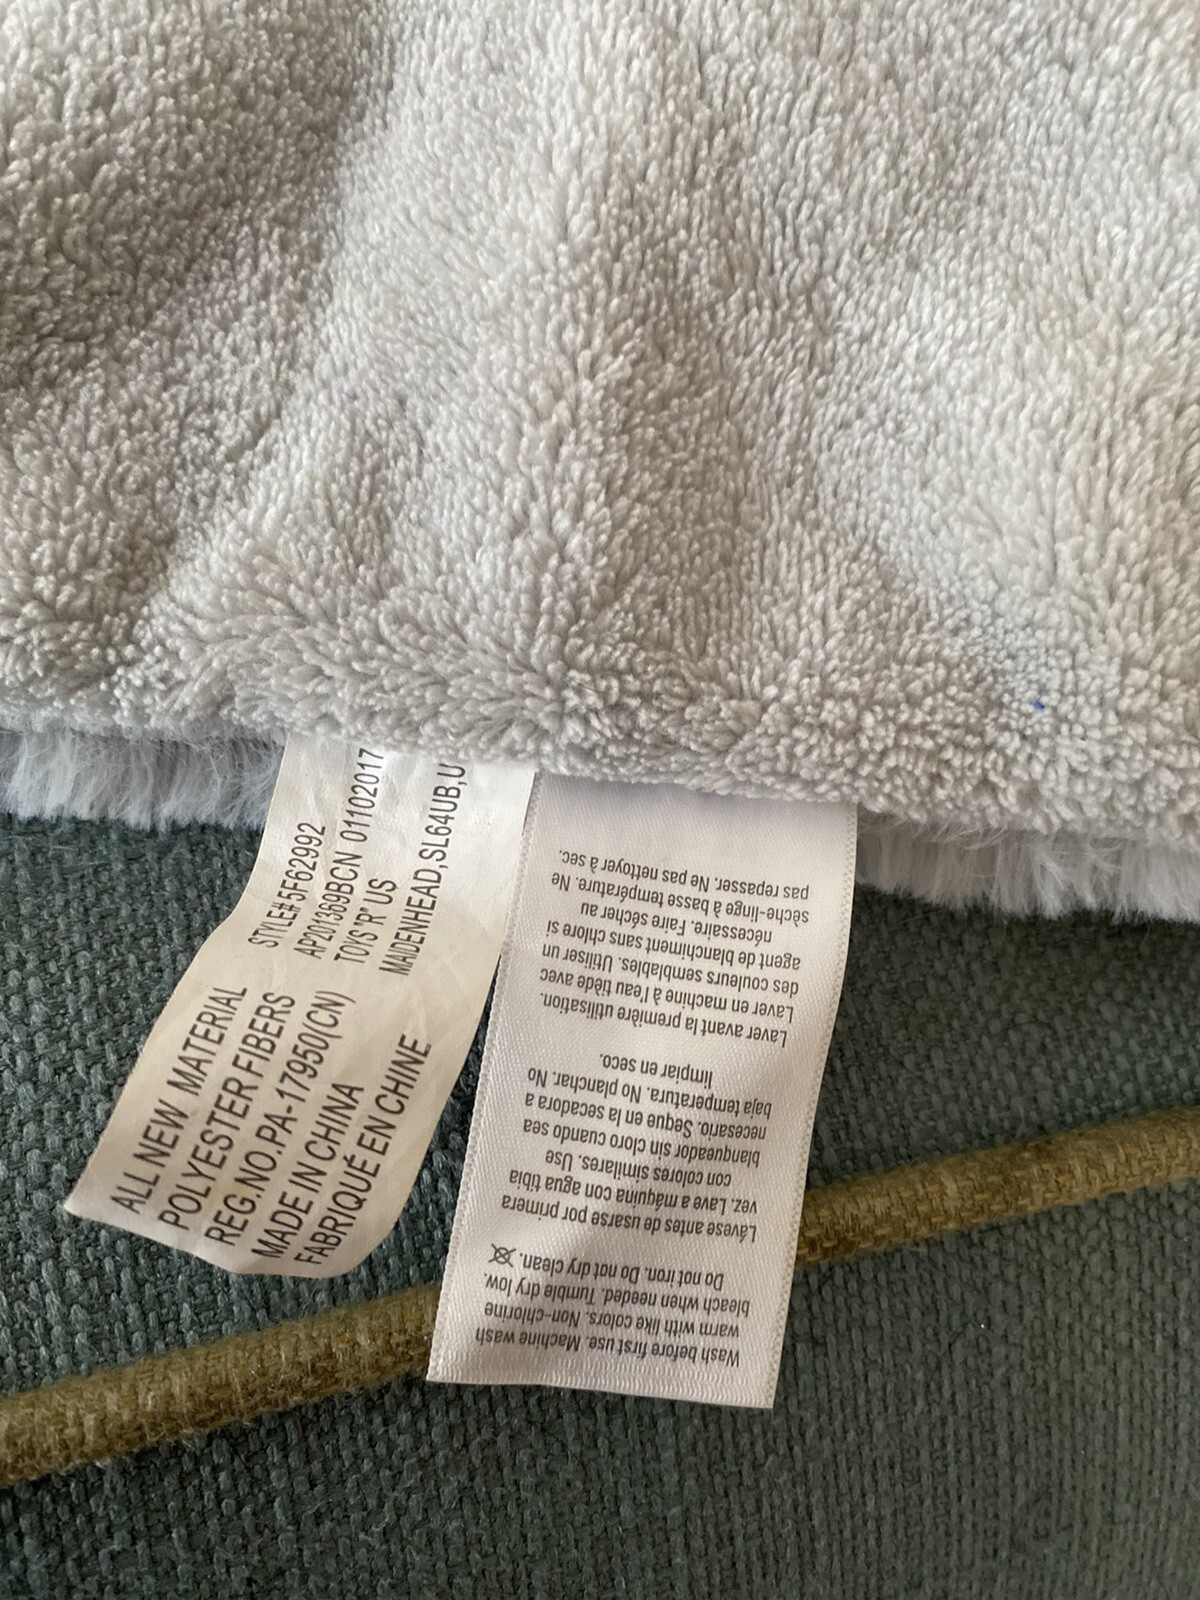 ALL NEW MATERIAL
POLYESTER FIBERS
REG.NO.PA-17950(CN)
MADE IN CHINA
FABRIQUÉ EN CHINE
STYLE#5F62992
AP201369BCN 01102017
TOYS"R" US
MAIDENHEAD,SL64UB,U
Wash before first use. Machine wash
warm with like colors. Non-chlorine
bleach when needed. Tumble dry low.
Do not iron. Do not dry clean.
Lávese antes de usarse por primera
vez. Lave a máquina con agua tibia
con colores similares. Use
blanqueador sin cloro cuando sea
necesario. Seque en la secadora a
baja temperatura. No planchar. No
limpiar en seco.
Laver avant la première utilisation.
Laver en machine à l'eau tiède avec
des couleurs semblables. Utiliser un
agent de blanchiment sans chlore si
nécessaire. Faire sécher au
sèche-linge à basse température. Ne
pas repasser. Ne pas nettoyer à sec.